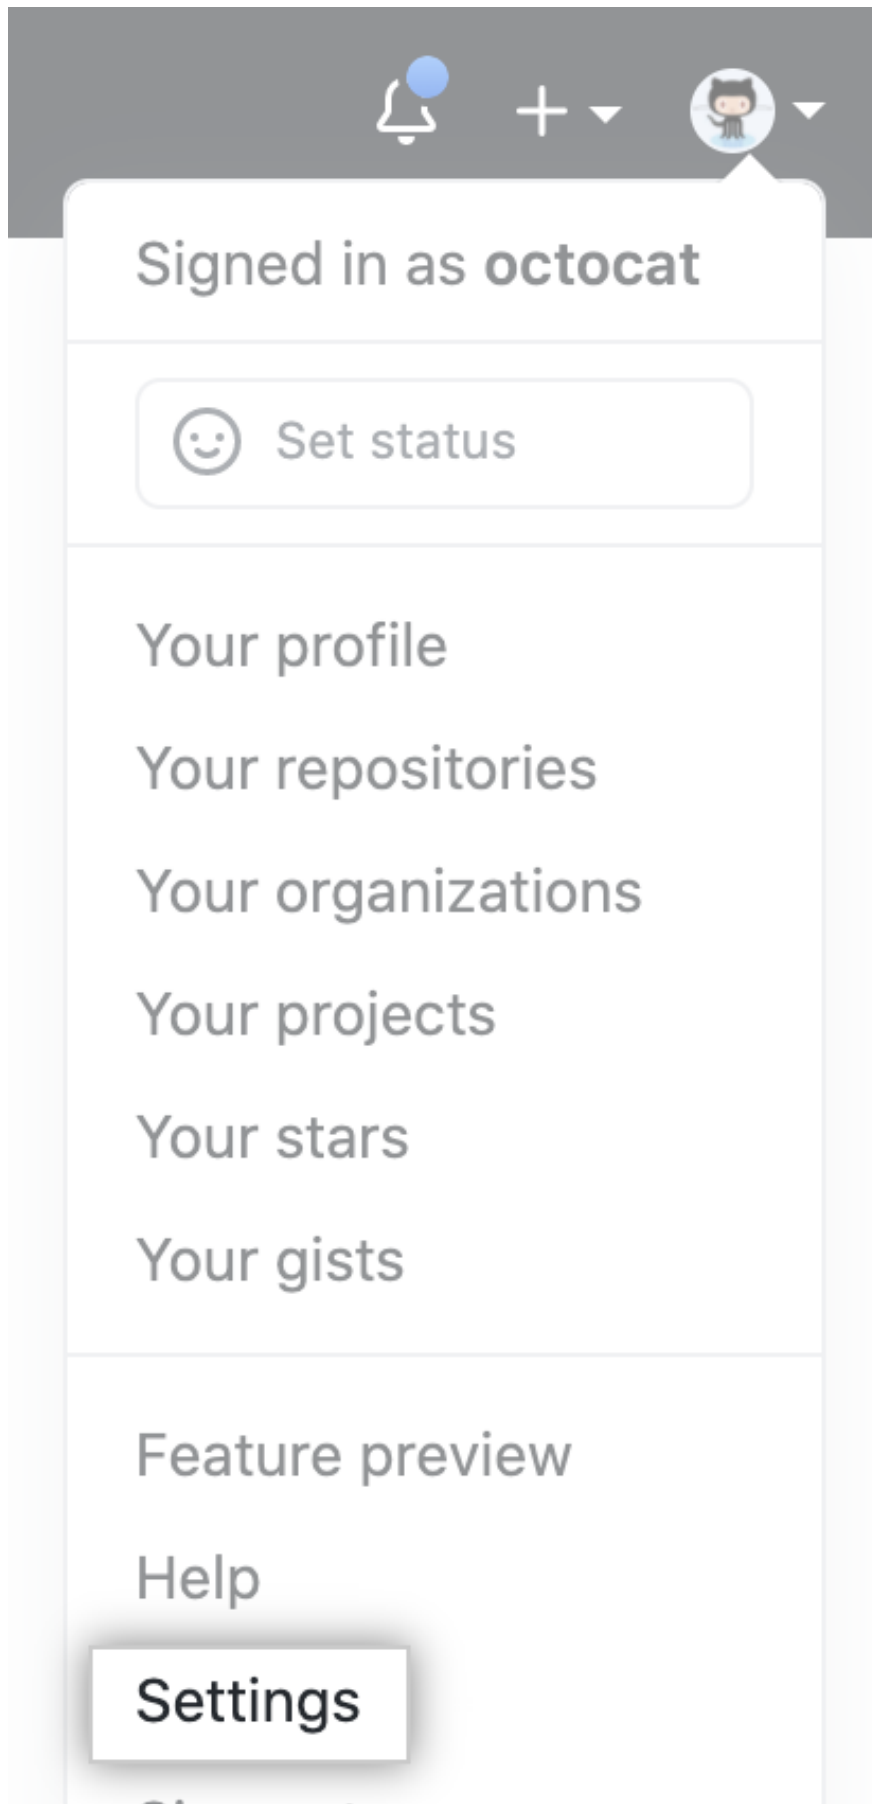 Signed in as octocat
Set status
Your profile
Your repositories
Your organizations
Your projects
Your stars
Your gists
Feature preview
Help
Settings